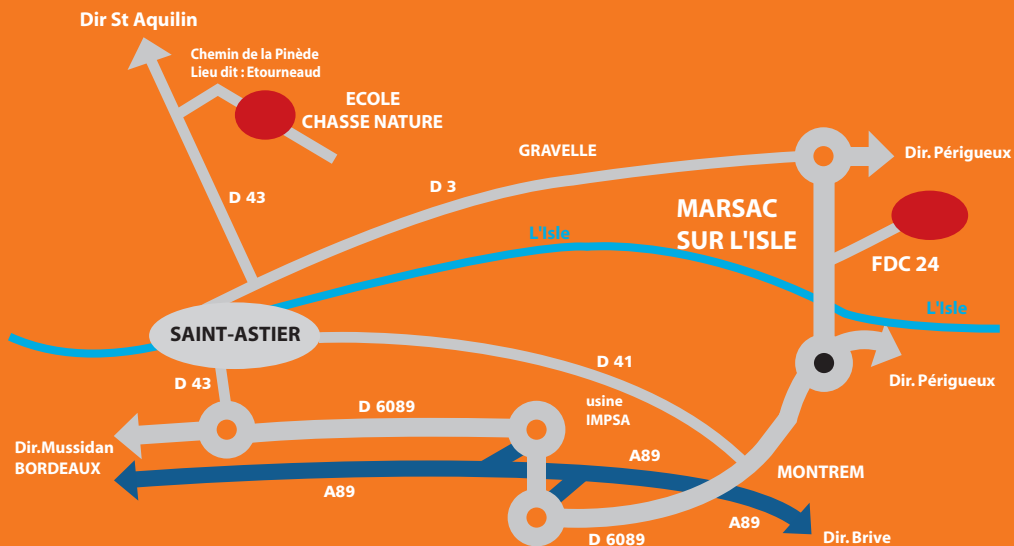 Dir St Aquilin
Chemin de la Pinède
Lieu dit : Etourneaud
ECOLE
CHASSE NATURE
GRAVELLE
Dir. Périgueux
D 3
D 43
MARSAC
SUR L'ISLE
L'Isle
FDC 24
L'Isle
SAINT-ASTIER
D 41
Dir. Périgueux
D 43
usine
IMPSA
D 6089
Dir.Mussidan
BORDEAUX
A89
MONTREM
A89
A89
D 6089
Dir. Brive